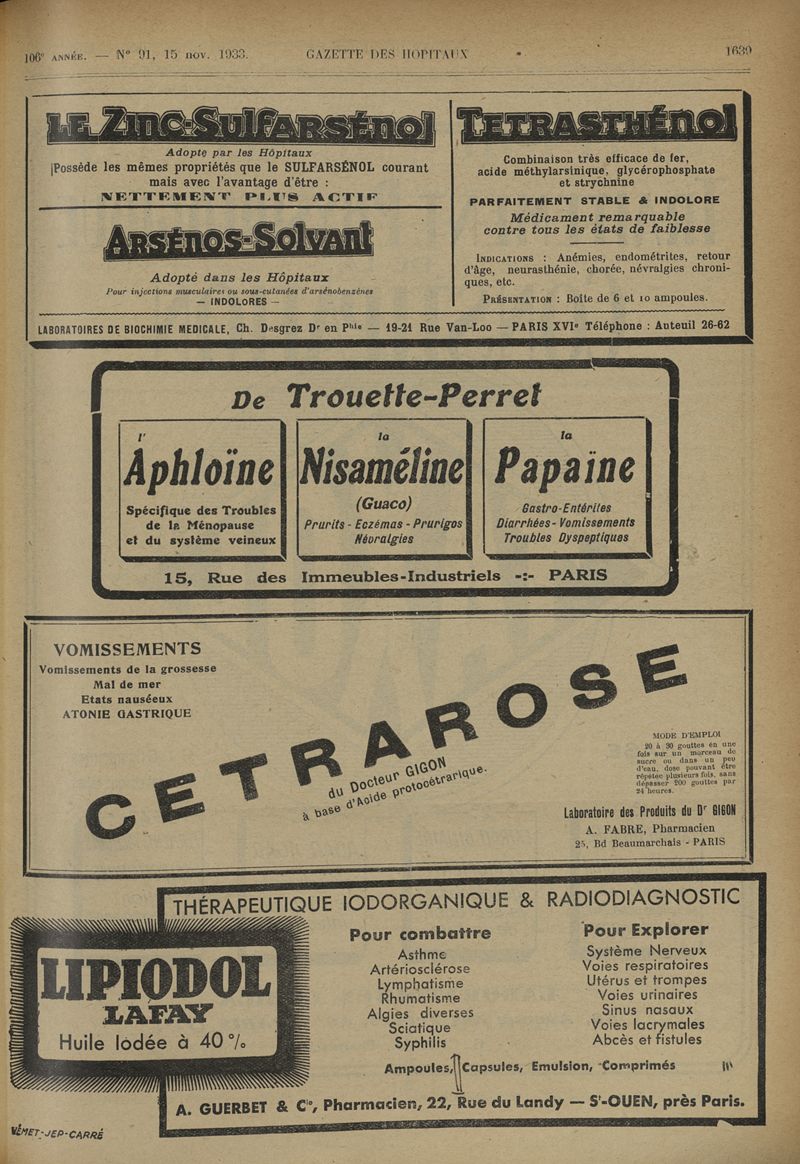 106e ANNÉE. — N° 91, 15 nov. 1933. GAZETTE DES HOPITAUX 1639
LE ZINC-SULFARSÉNOL
Adopte par les Hôpitaux
Possède les mêmes propriétés que le SULFARSÉNOL courant
mais avec l'avantage d'être :
NETTEMENT PLUS ACTIF
ARSÉNOS-SOLVANT
Adopté dans les Hôpitaux
Pour injections musculaires ou sous-cutanées d'arsénobenzènes
— INDOLORES —
TETRASTHÉNOL
Combinaison très efficace de fer,
acide méthylarsinique, glycérophosphate
et strychnine
PARFAITEMENT STABLE & INDOLORE
Médicament remarquable
contre tous les états de faiblesse
INDICATIONS : Anémies, endométrites, retour
d'âge, neurasthénie, chorée, névralgies chroni-
ques, etc.
PRÉSENTATION : Boîte de 6 et 10 ampoules.
LABORATOIRES DE BIOCHIMIE MEDICALE, Ch. Desgrez Dr en Phie — 19-21 Rue Van-Loo — PARIS XVIe Téléphone : Auteuil 26-62
De Trouette-Perret
l'
Aphloïne
Spécifique des Troubles
de la Ménopause
et du système veineux
la
Nisaméline
(Guaco)
Prurits - Eczémas - Prurigos
Névralgies
la
Papaïne
Gastro-Entérites
Diarrhées - Vomissements
Troubles Dyspeptiques
15, Rue des Immeubles-Industriels -:- PARIS
VOMISSEMENTS
Vomissements de la grossesse
Mal de mer
Etats nauséeux
ATONIE GASTRIQUE
CETRAROSE
du Docteur GIGON
à base d'Acide protocétrarique.
MODE D'EMPLOI
20 à 30 gouttes en une
fois sur un morceau de
sucre ou dans un peu
d'eau, dose pouvant être
répétée plusieurs fois, sans
dépasser 200 gouttes par
24 heures.
Laboratoire des Produits du Dr GIGON
A. FABRE, Pharmacien
25, Bd Beaumarchais - PARIS
THÉRAPEUTIQUE IODORGANIQUE & RADIODIAGNOSTIC
LIPIODOL
LAFAY
Huile Iodée à 40 %
Pour combattre
Asthme
Artériosclérose
Lymphatisme
Rhumatisme
Algies diverses
Sciatique
Syphilis
Pour Explorer
Système Nerveux
Voies respiratoires
Utérus et trompes
Voies urinaires
Sinus nasaux
Voies lacrymales
Abcès et fistules
Ampoules, Capsules, Emulsion, Comprimés
A. GUERBET & Cie, Pharmacien, 22, Rue du Landy — St-OUEN, près Paris.
VÉMET-JEP-CARRÉ